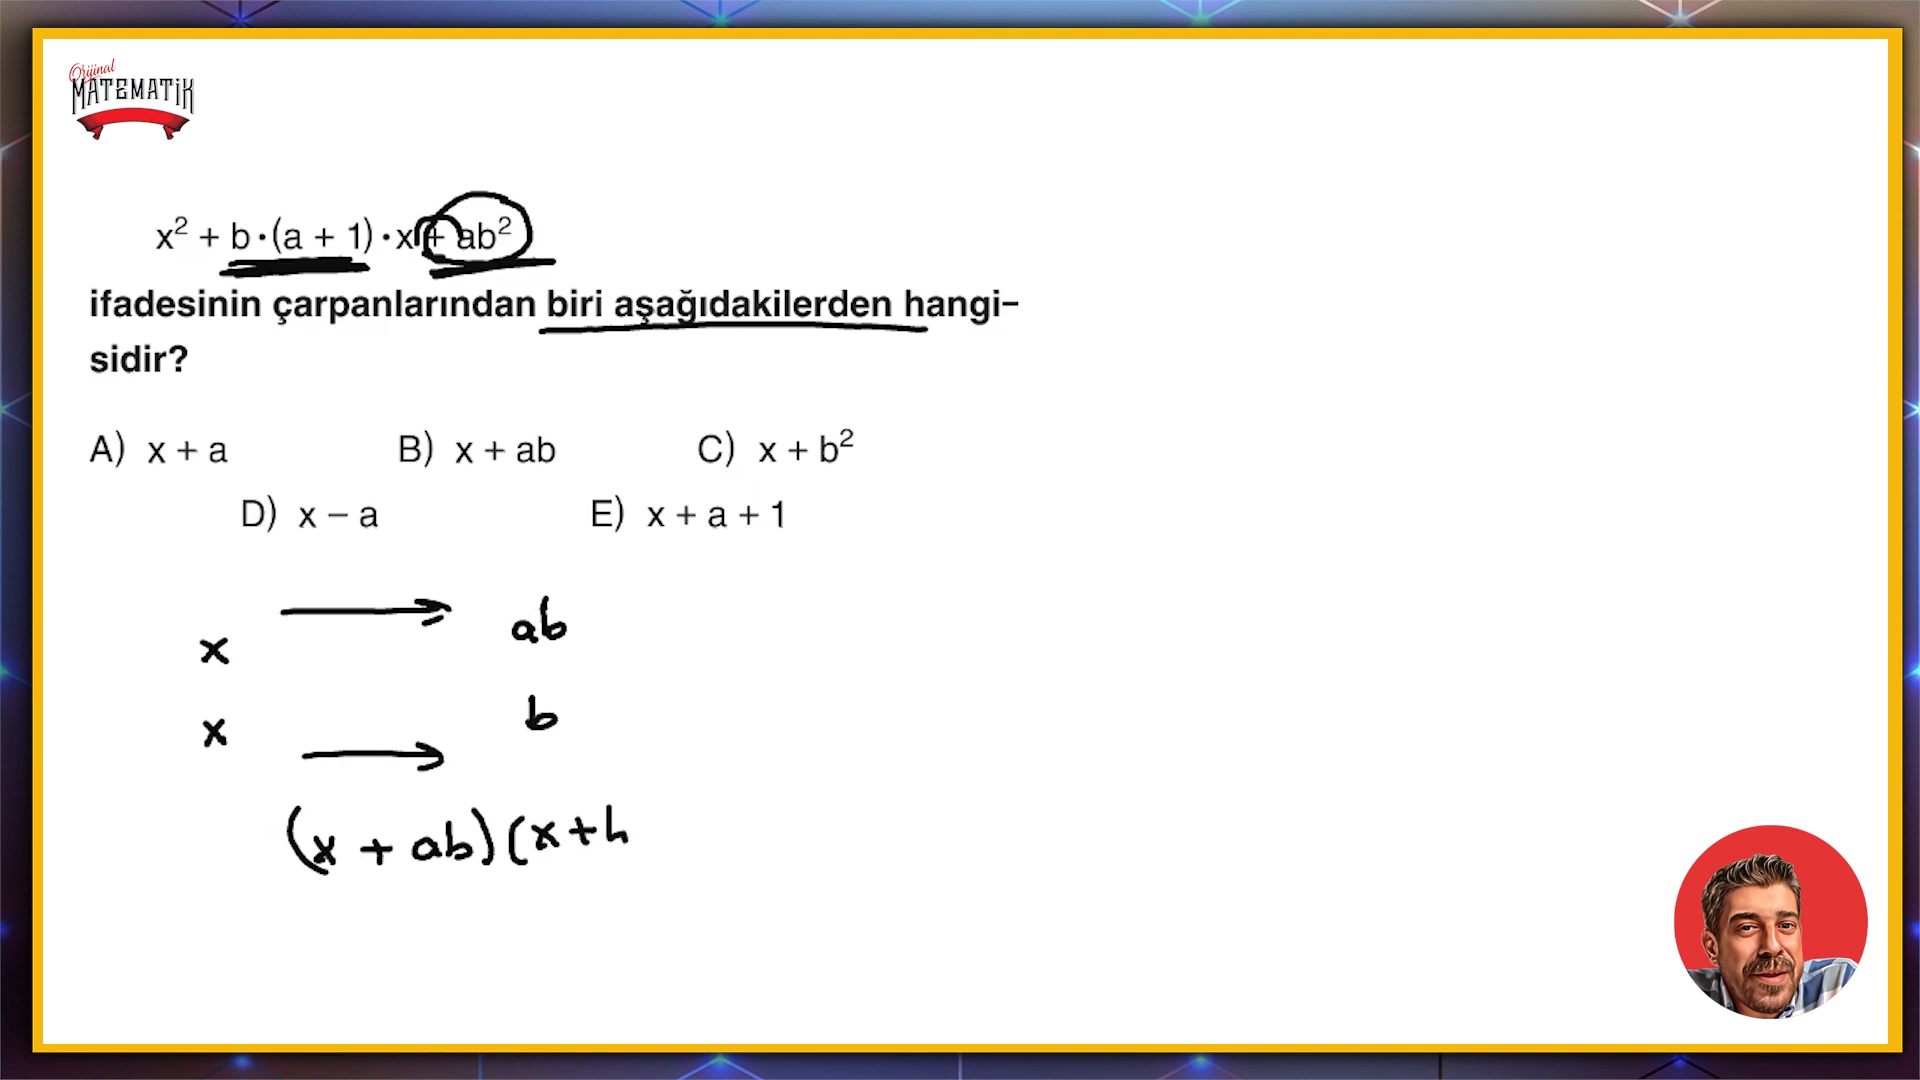 Orijinal
MATEMATİK
x² + b·(a + 1)·x + ab²
ifadesinin çarpanlarından biri aşağıdakilerden hangi–
sidir?
A) x + a B) x + ab C) x + b²
D) x – a E) x + a + 1
x → ab
x → b
(x + ab)(x+h